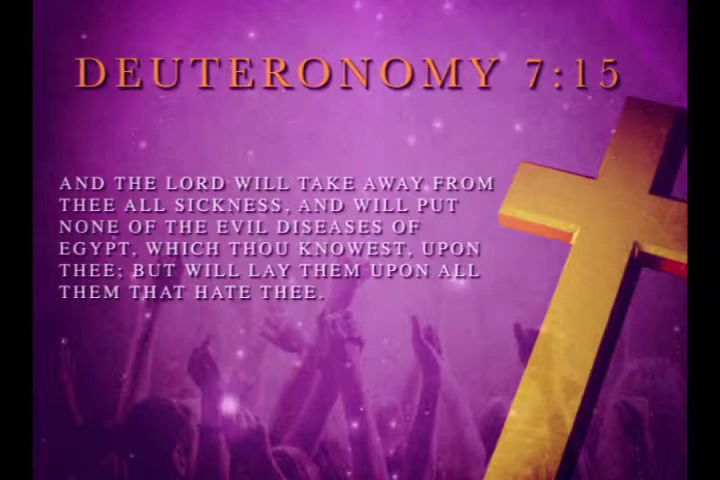 DEUTERONOMY 7:15
AND THE LORD WILL TAKE AWAY FROM
THEE ALL SICKNESS, AND WILL PUT
NONE OF THE EVIL DISEASES OF
EGYPT, WHICH THOU KNOWEST, UPON
THEE; BUT WILL LAY THEM UPON ALL
THEM THAT HATE THEE.